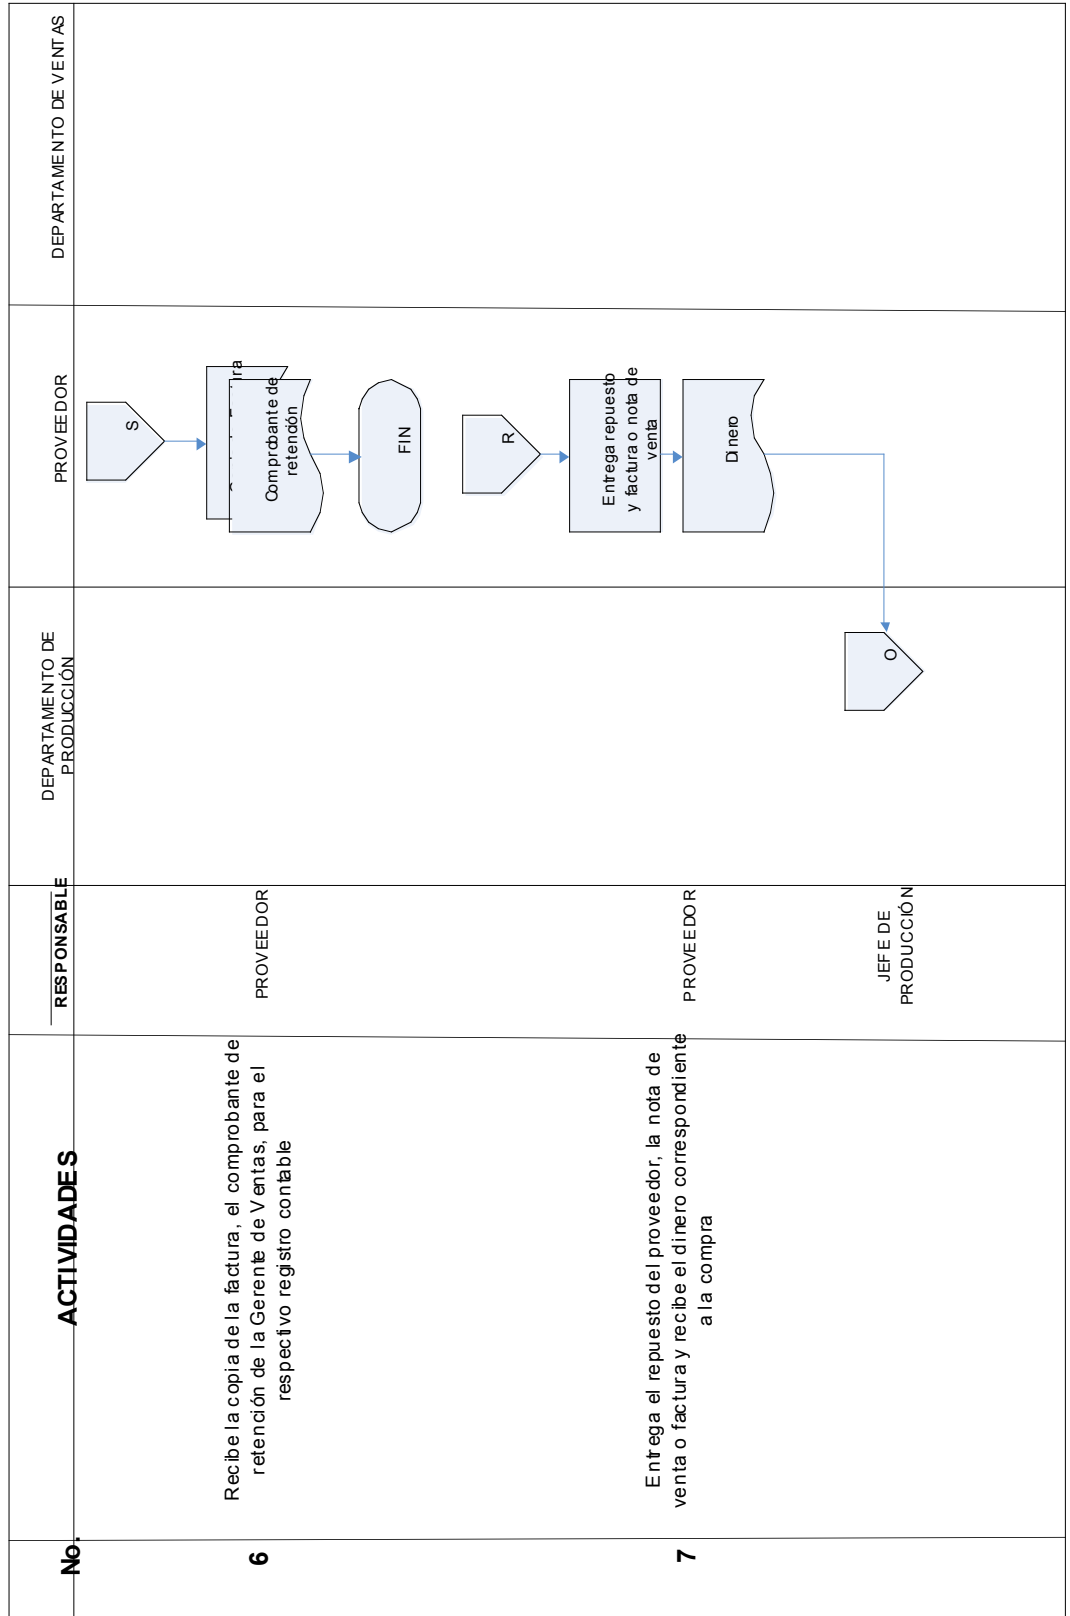 No.
ACTIVIDADES
RESPONSABLE
DEPARTAMENTO DE
PRODUCCIÓN
PROVEEDOR
DEPARTAMENTO DE VENTAS
6
Recibe la copia de la factura, el comprobante de
retención de la Gerente de Ventas, para el
respectivo registro contable
PROVEEDOR
S
Comprobante de
retención
FIN
R
7
Entrega el repuesto del proveedor, la nota de
venta o factura y recibe el dinero correspondiente
a la compra
PROVEEDOR
Entrega repuesto
y factura o nota de
venta
Dinero
JEFE DE
PRODUCCIÓN
O